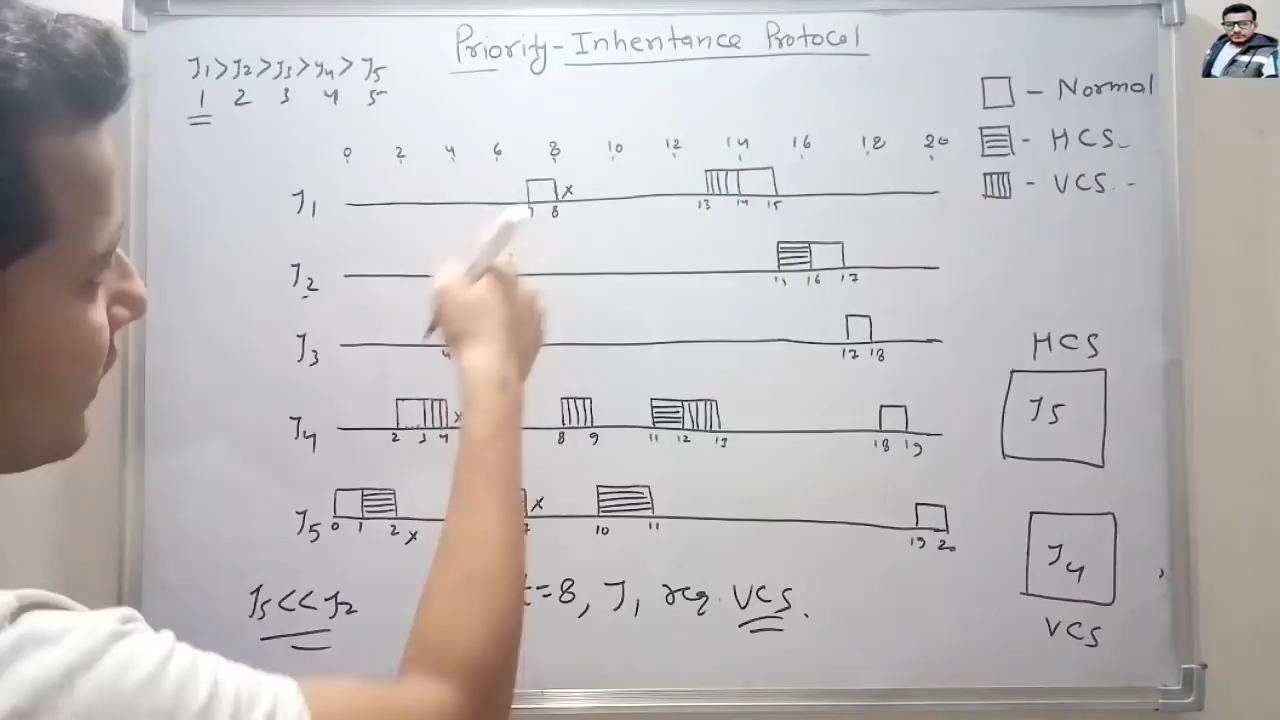 Priority-Inheritance Protocol
J1>J2>J3>J4>J5
1 2 3 4 5
0 2 4 6 8 10 12 14 16 18 20
- Normal
- HCS-
- VCS--
J1
x
7 8 13 14 15
J2
15 16 17
J3
4 17 18
J4
x
2 3 4 8 9 11 12 13 18 19
J5
x
0 1 2 x 7 10 11 19 20
HCS
J5
J4
VCS
J5<<J2
t=8, J1 req. VCS.